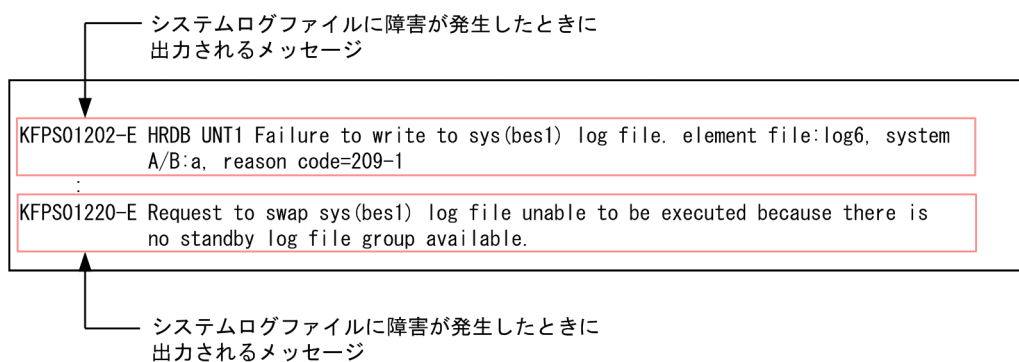 システムログファイルに障害が発生したときに
出力されるメッセージ
KFPS01202-E HRDB UNT1 Failure to write to sys(bes1) log file. element file:log6, system
A/B:a, reason code=209-1
:
KFPS01220-E Request to swap sys(bes1) log file unable to be executed because there is
no standby log file group available.
システムログファイルに障害が発生したときに
出力されるメッセージ